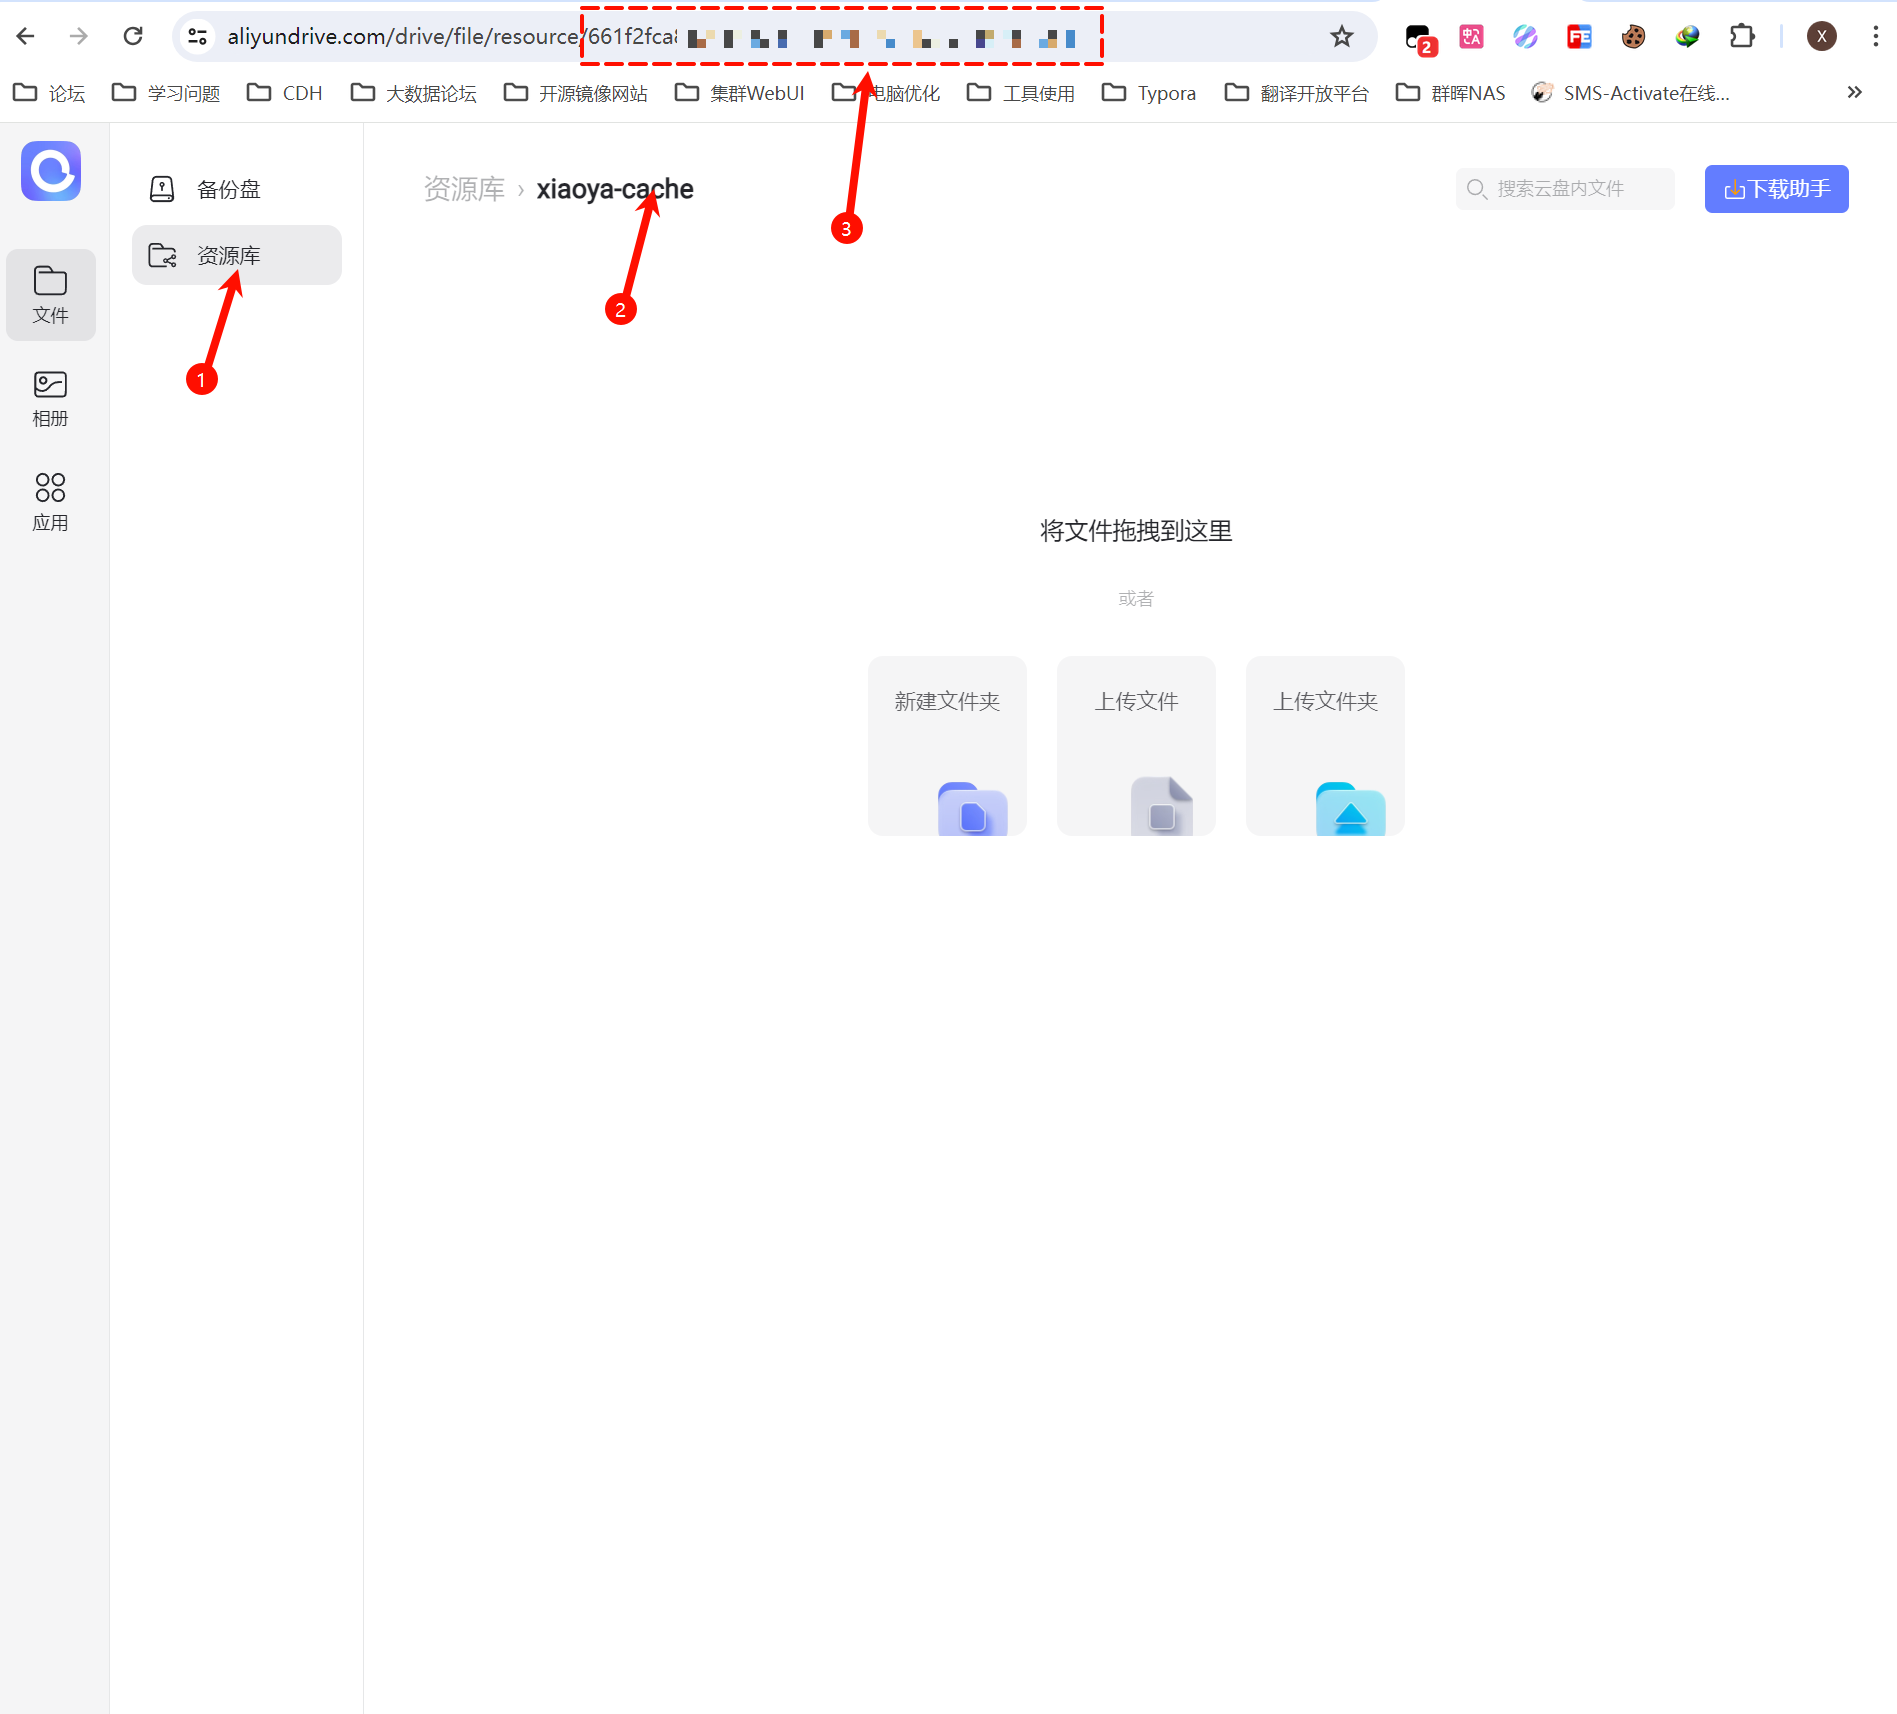 aliyundrive.com/drive/file/resource/661f2fca
2
中A
FE
X
论坛
学习问题
CDH
大数据论坛
开源镜像网站
集群WebUI
电脑优化
工具使用
Typora
翻译开放平台
群晖NAS
SMS-Activate在线...
备份盘
资源库
文件
相册
应用
资源库 › xiaoya-cache
搜索云盘内文件
下载助手
1
2
3
将文件拖拽到这里
或者
新建文件夹
上传文件
上传文件夹